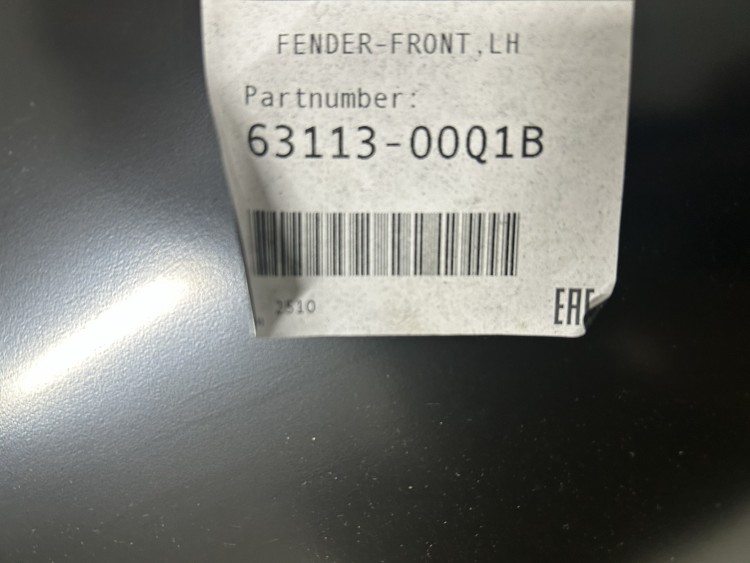 FENDER-FRONT,LH
Partnumber:
63113-00Q1B
2510
EAC